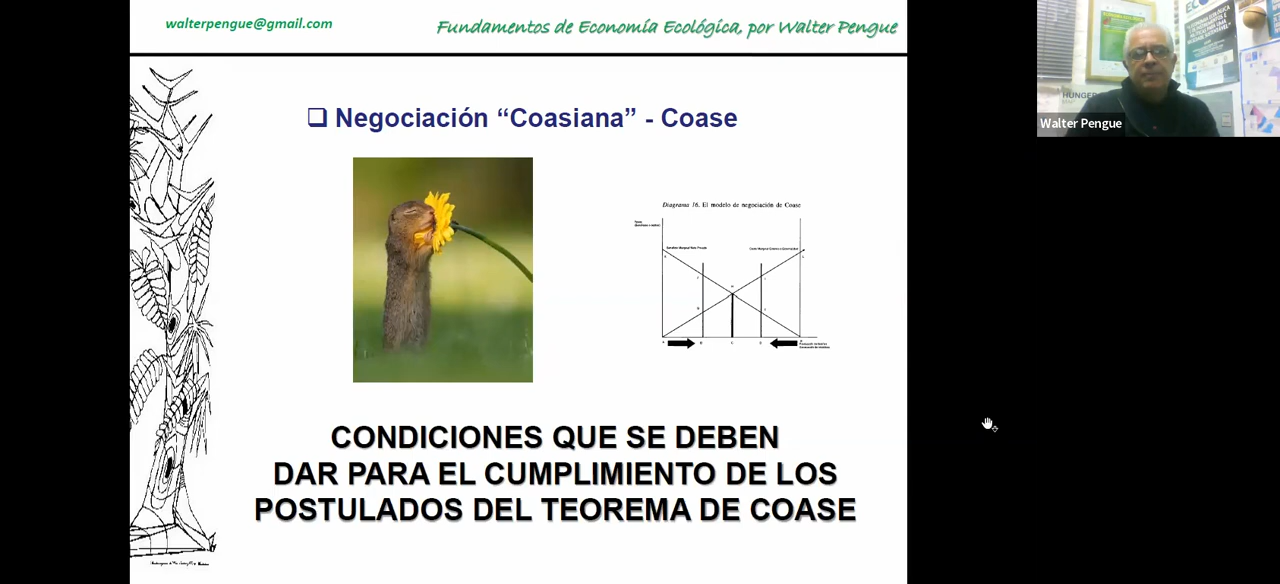 walterpengue@gmail.com
Fundamentos de Economía Ecológica, por Walter Pengue
❑ Negociación “Coasiana” - Coase
Diagrama 16. El modelo de negociación de Coase
CONDICIONES QUE SE DEBEN
DAR PARA EL CUMPLIMIENTO DE LOS
POSTULADOS DEL TEOREMA DE COASE
HUNGER
Walter Pengue